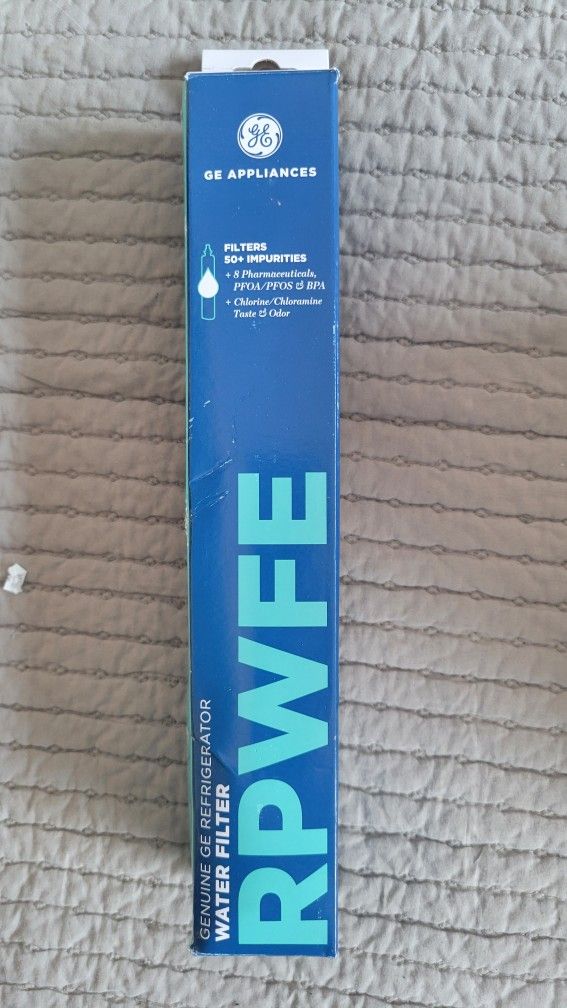 GE
GE APPLIANCES
FILTERS
50+ IMPURITIES
+ 8 Pharmaceuticals,
PFOA/PFOS & BPA
+ Chlorine/Chloramine
Taste & Odor
GENUINE GE REFRIGERATOR
WATER FILTER
RPWFE